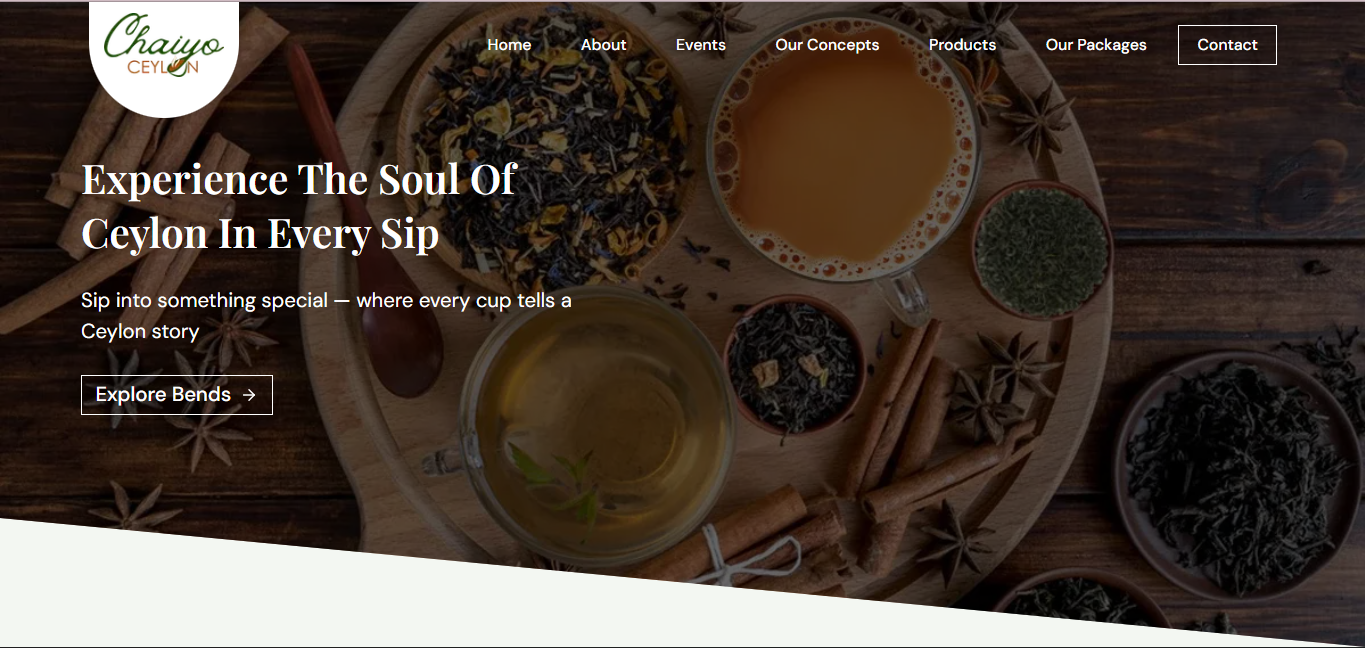 Chaiyo
CEYLON
Home About Events Our Concepts Products Our Packages Contact
Experience The Soul Of
Ceylon In Every Sip
Sip into something special — where every cup tells a
Ceylon story
Explore Bends →